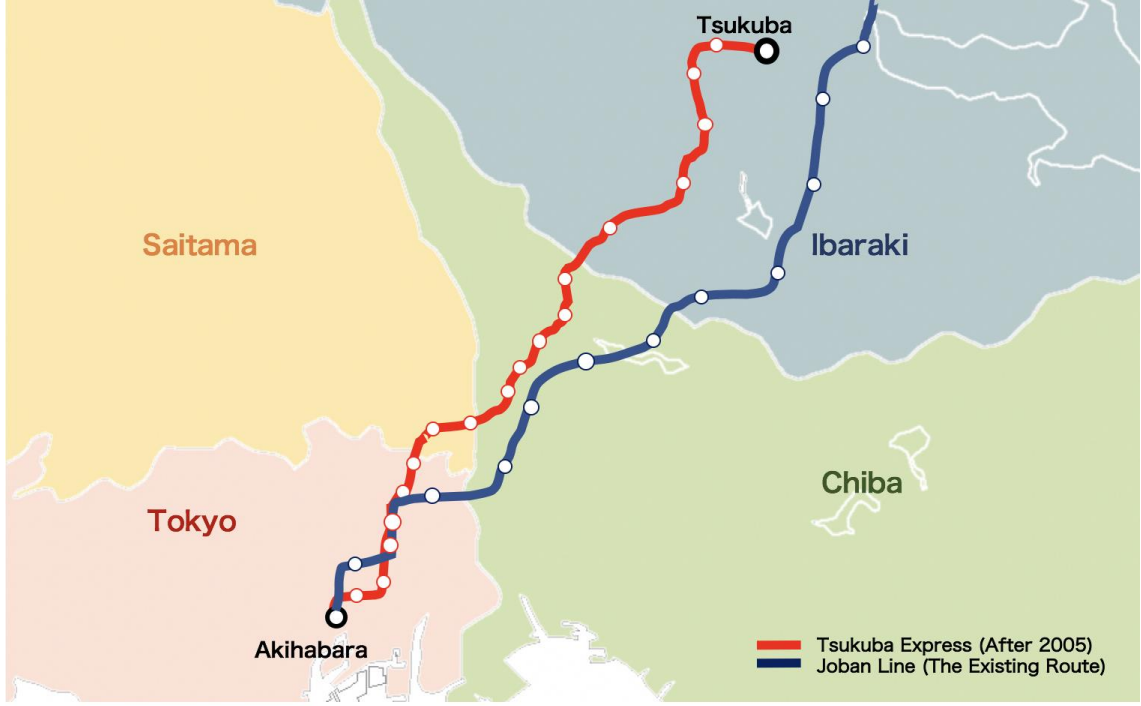 Tsukuba
Saitama
Ibaraki
Chiba
Tokyo
Akihabara
Tsukuba Express (After 2005)
Joban Line (The Existing Route)